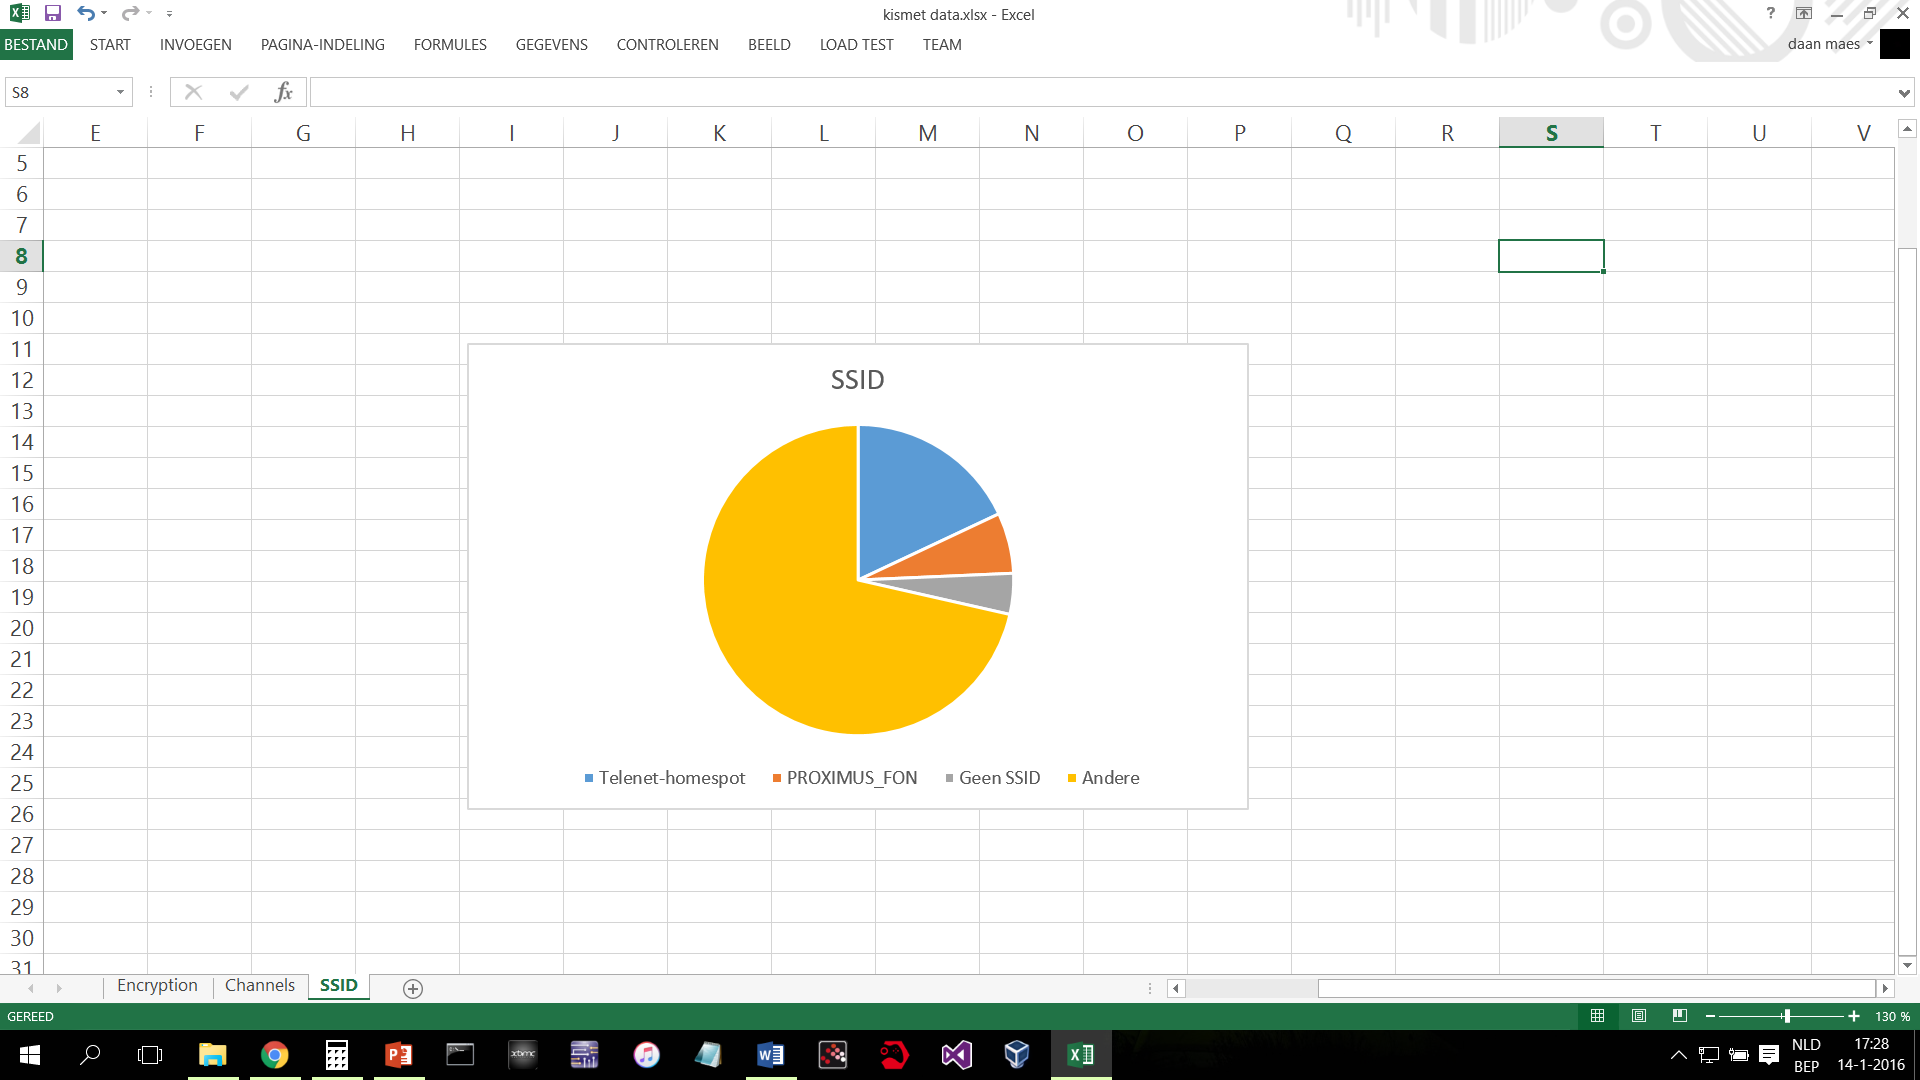 kismet data.xlsx - Excel
?
BESTAND START INVOEGEN PAGINA-INDELING FORMULES GEGEVENS CONTROLEREN BEELD LOAD TEST TEAM
daan maes
S8
fx
E F G H I J K L M N O P Q R S T U V
5
6
7
8
9
10
11
12
13
14
15
16
17
18
19
20
21
22
23
24
25
26
27
28
29
30
31
SSID
Telenet-homespot PROXIMUS_FON Geen SSID Andere
Encryption Channels SSID
GEREED
130 %
xbmc
NLD
BEP
17:28
14-1-2016